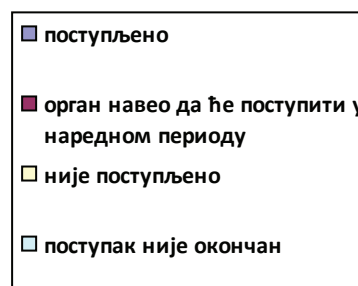 поступљено
орган навео да ће поступити у
наредном периоду
није поступљено
поступак није окончан